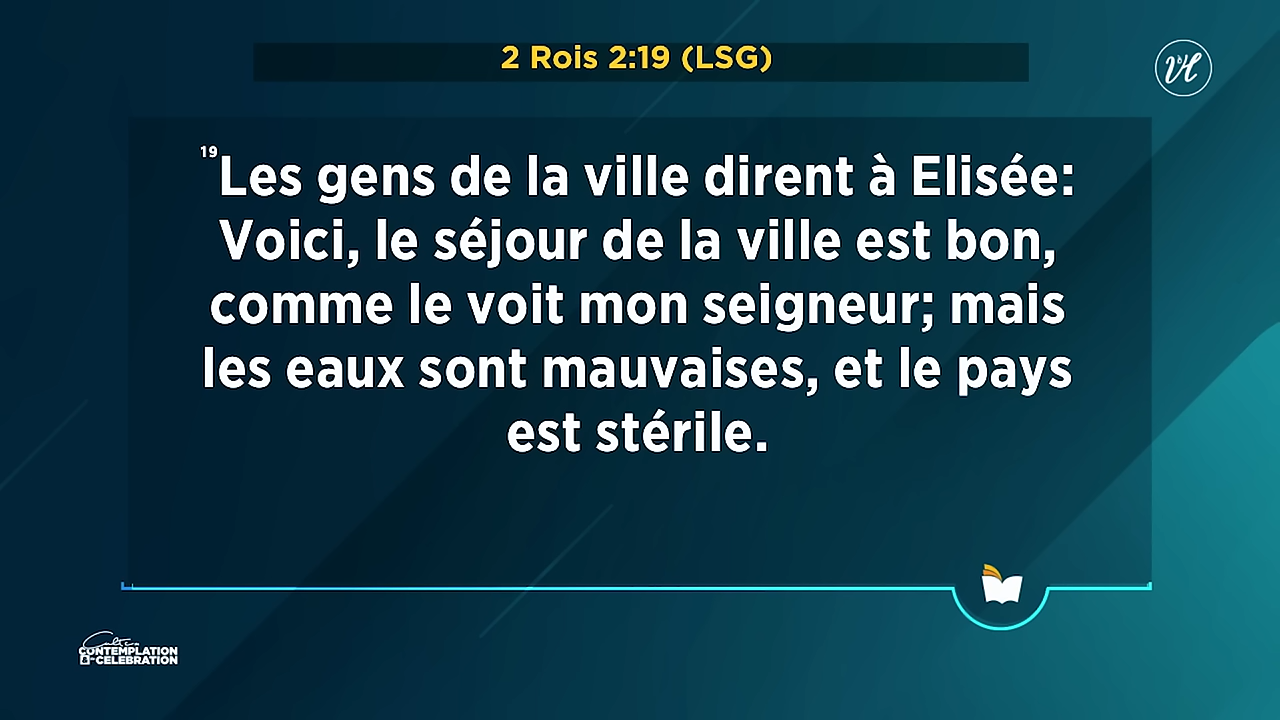 2 Rois 2:19 (LSG)
19 Les gens de la ville dirent à Elisée:
Voici, le séjour de la ville est bon,
comme le voit mon seigneur; mais
les eaux sont mauvaises, et le pays
est stérile.
CONTEMPLATION
&-CELEBRATION